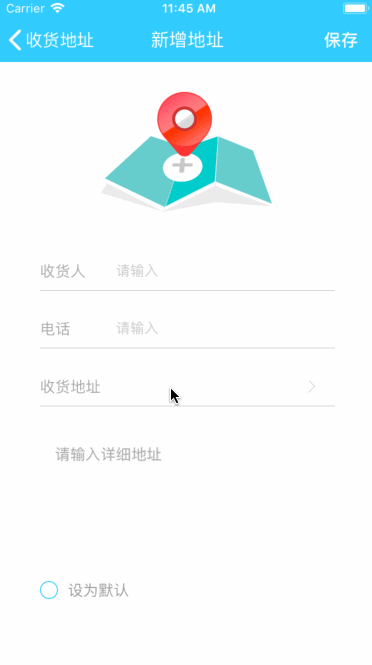 Carrier 11:45 AM
收货地址 新增地址 保存
收货人 请输入
电话 请输入
收货地址
请输入详细地址
设为默认